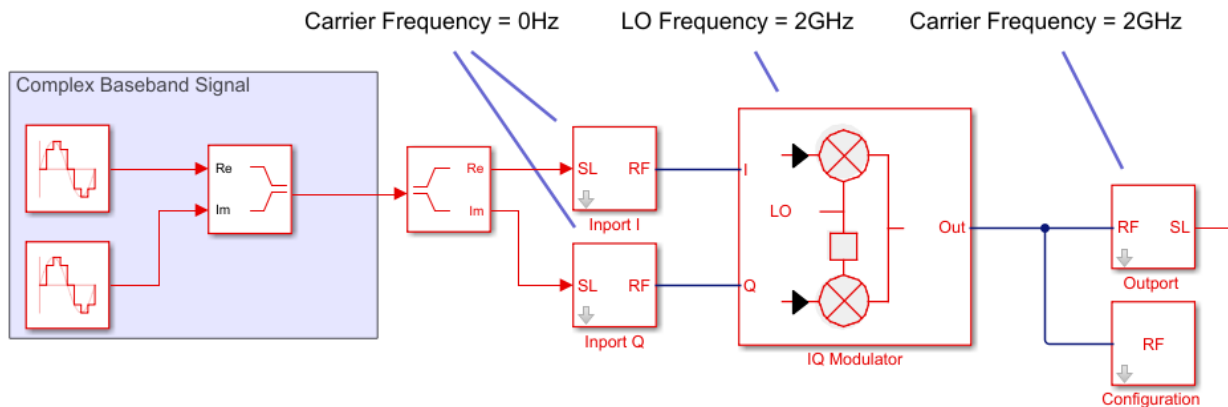 Carrier Frequency = 0Hz
LO Frequency = 2GHz
Carrier Frequency = 2GHz
Complex Baseband Signal
Re
Im
Re
Im
SL
RF
Inport I
SL
RF
Inport Q
I
Q
LO
Out
IQ Modulator
RF
SL
Outport
RF
Configuration